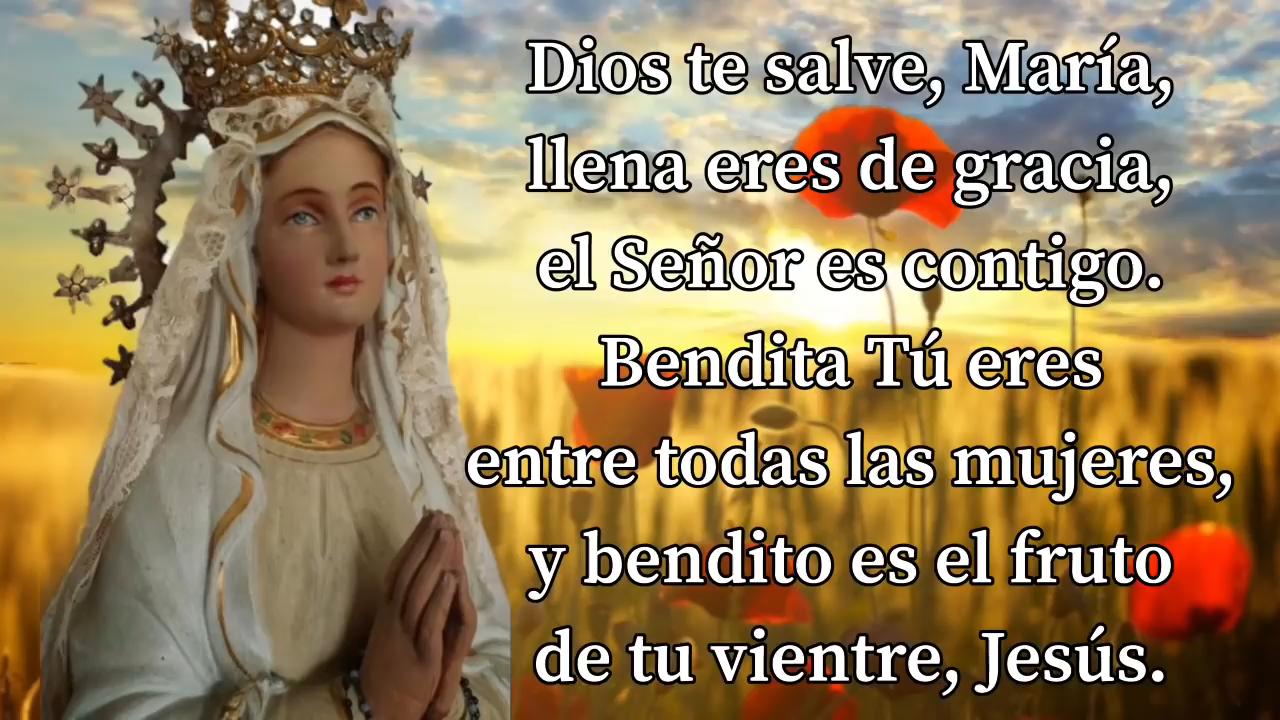 Dios te salve, María,
llena eres de gracia,
el Señor es contigo.
Bendita Tú eres
entre todas las mujeres,
y bendito es el fruto
de tu vientre, Jesús.